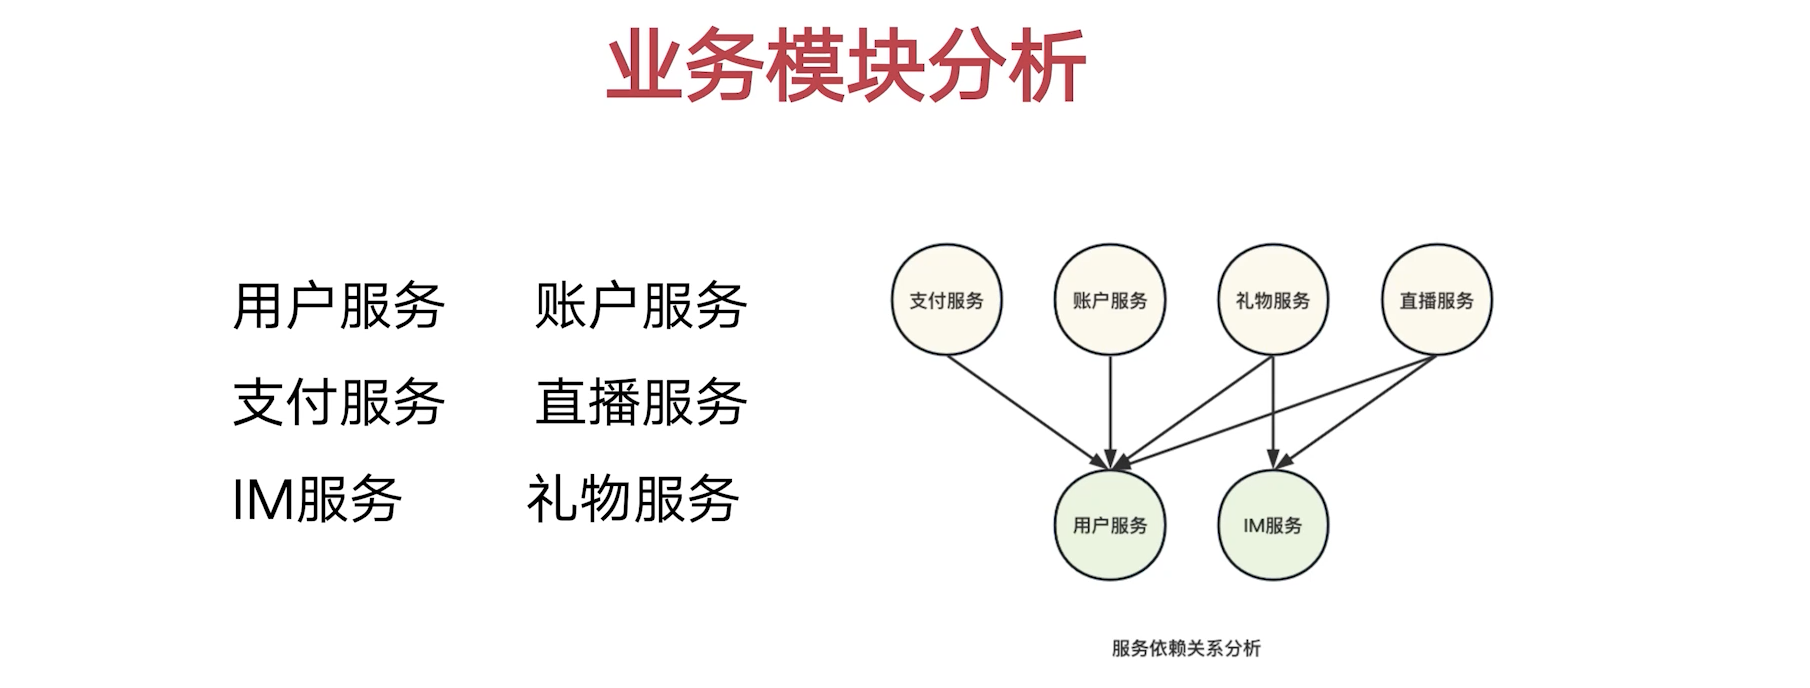 业务模块分析
用户服务 账户服务
支付服务 直播服务
IM服务 礼物服务
支付服务 账户服务 礼物服务 直播服务
用户服务 IM服务
服务依赖关系分析